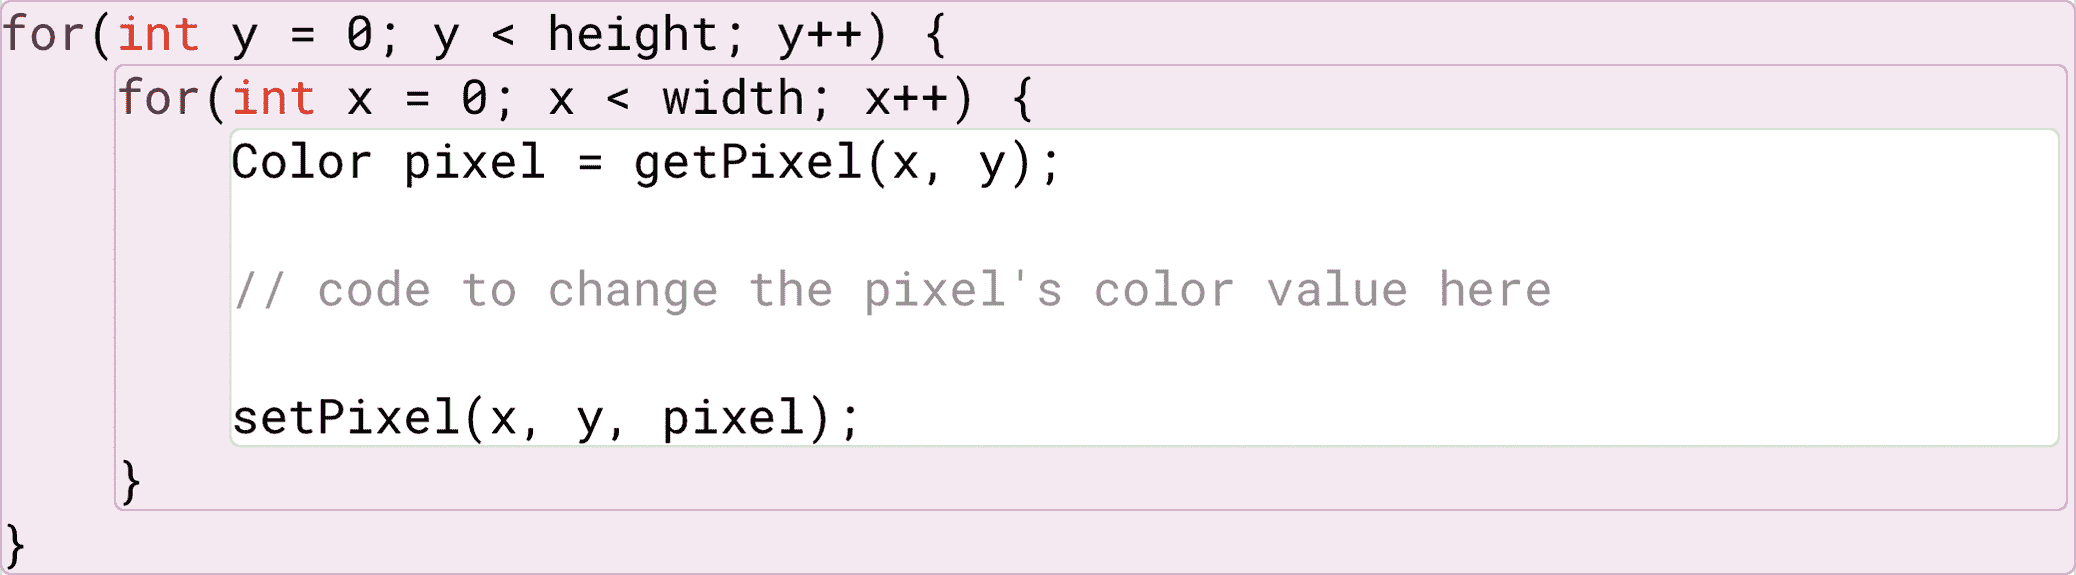 for(int y = 0; y < height; y++) {
for(int x = 0; x < width; x++) {
Color pixel = getPixel(x, y);
// code to change the pixel's color value here
setPixel(x, y, pixel);
}
}